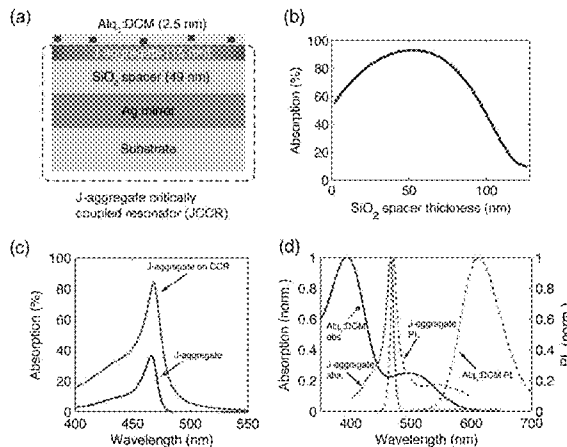 (a)
Alq3:DCM (2.5 nm)
SiO2 spacer (49 nm)
Ag mirror
Substrate
J-aggregate critically
coupled resonator (JCCR)
(b)
Absorption (%)
100
80
60
40
20
0
0 50 100
SiO2 spacer thickness (nm)
(c)
Absorption (%)
100
80
60
40
20
0
J-aggregate on CCR
J-aggregate
400 450 500 550
Wavelength (nm)
(d)
Absorption (norm.)
1
0.8
0.6
0.4
0.2
0
Alq3:DCM
abs
J-aggregate
PL
J-aggregate
abs
Alq3:DCM PL
1
0.8
0.6
0.4
0.2
0
PL (norm.)
400 500 600 700
Wavelength (nm)